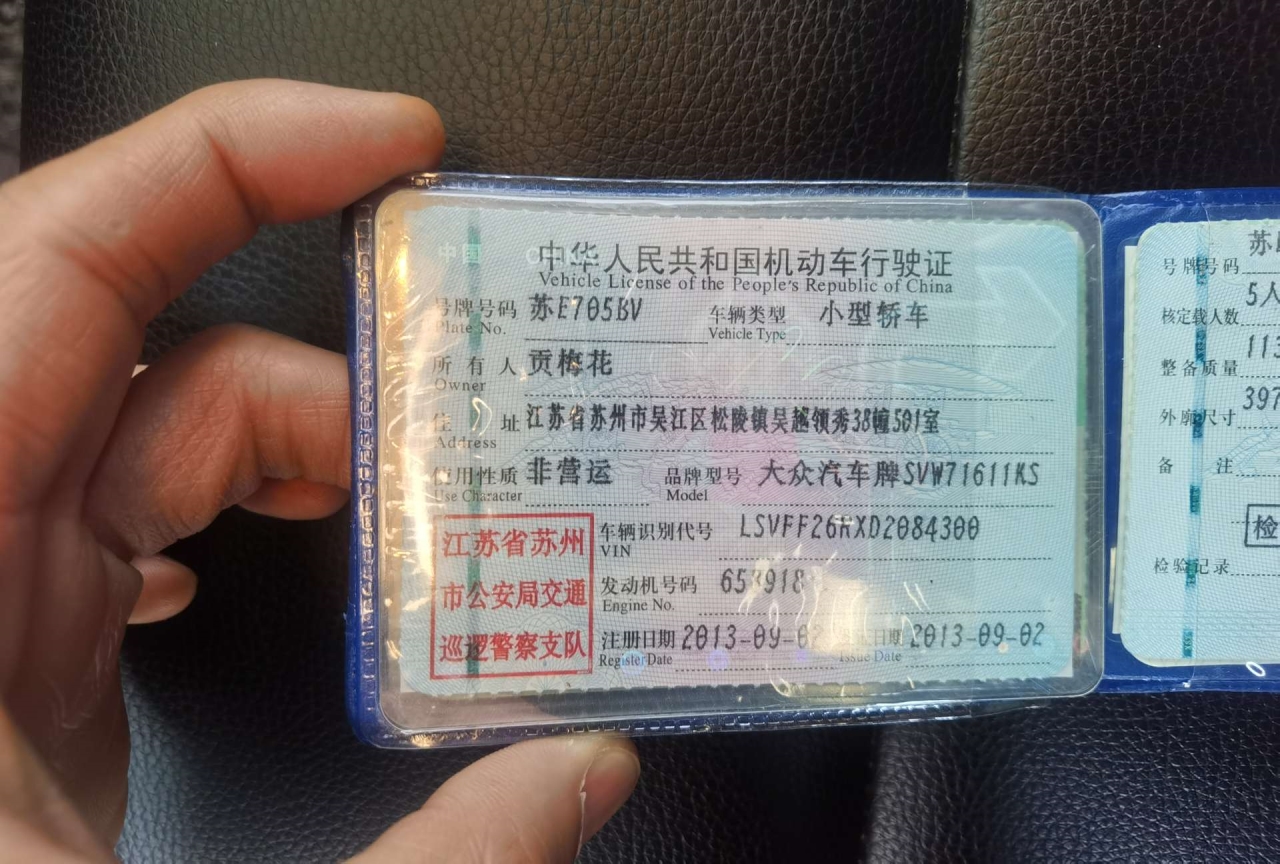 中华人民共和国机动车行驶证
Vehicle License of the People's Republic of China
号牌号码 苏E705BV 车辆类型 小型轿车
Plate No. Vehicle Type
所有人 贡梅花
Owner
住址 江苏省苏州市吴江区松陵镇吴越领秀38幢501室
Address
使用性质 非营运 品牌型号 大众汽车牌SVW71611KS
Use Character Model
江苏省苏州
市公安局交通
巡逻警察支队
车辆识别代号
VIN
发动机号码
Engine No.
注册日期 2013-09-02 日期 2013-09-02
Register Date Issue Date
号牌号码 苏
核定载人数 5人
整备质量 113
外廓尺寸 397
备注
检
检验记录